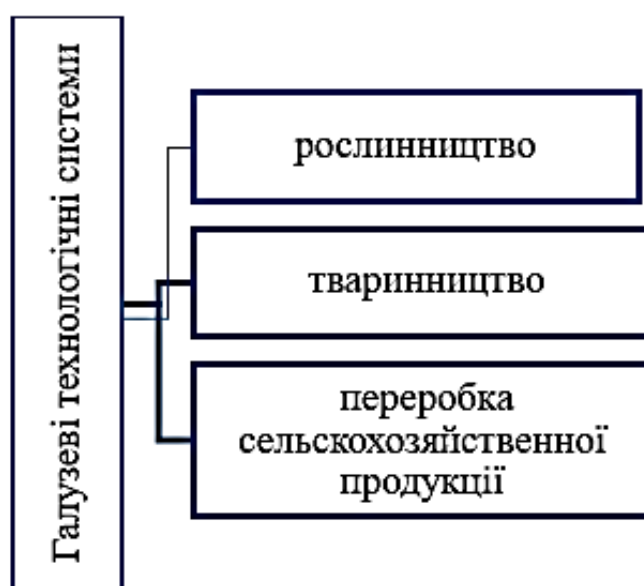 Галузеві технологічні системи
рослинництво
тваринництво
переробка
сельскохозяйственної
продукції